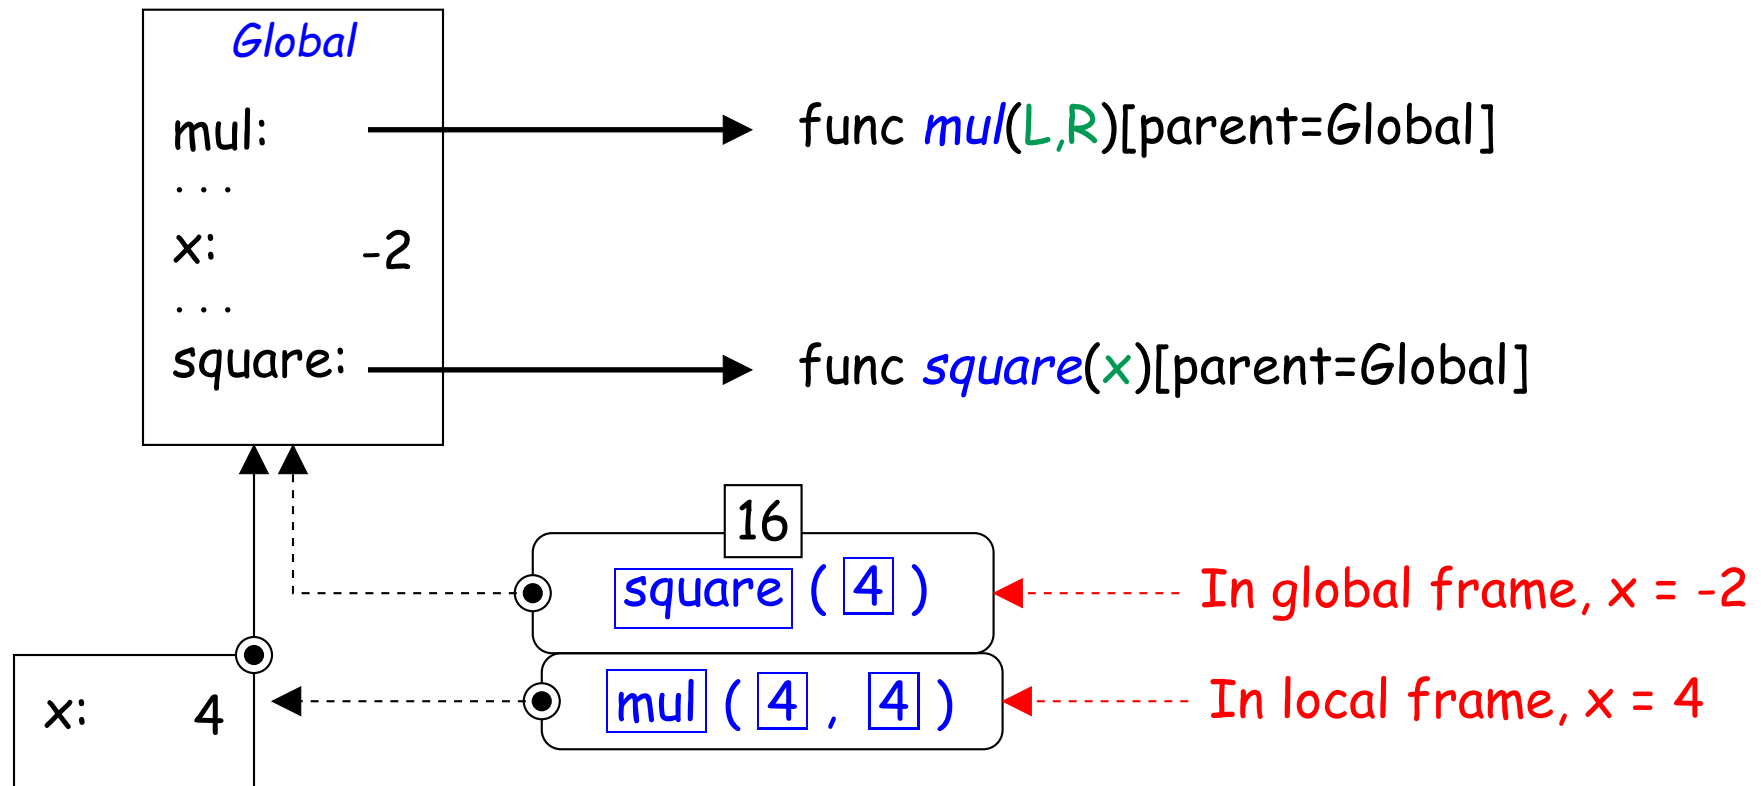 Global
mul:
func mul(L,R)[parent=Global]
. . .
x: -2
. . .
square:
func square(x)[parent=Global]
16
square ( 4 )
In global frame, x = -2
x: 4
mul ( 4 , 4 )
In local frame, x = 4